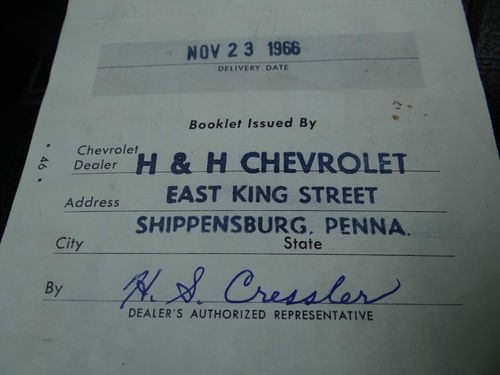 NOV 23 1966
DELIVERY DATE
Booklet Issued By
Chevrolet
Dealer H & H CHEVROLET
Address EAST KING STREET
SHIPPENSBURG, PENNA.
City State
By H. S. Cressler
DEALER'S AUTHORIZED REPRESENTATIVE
• 46 •